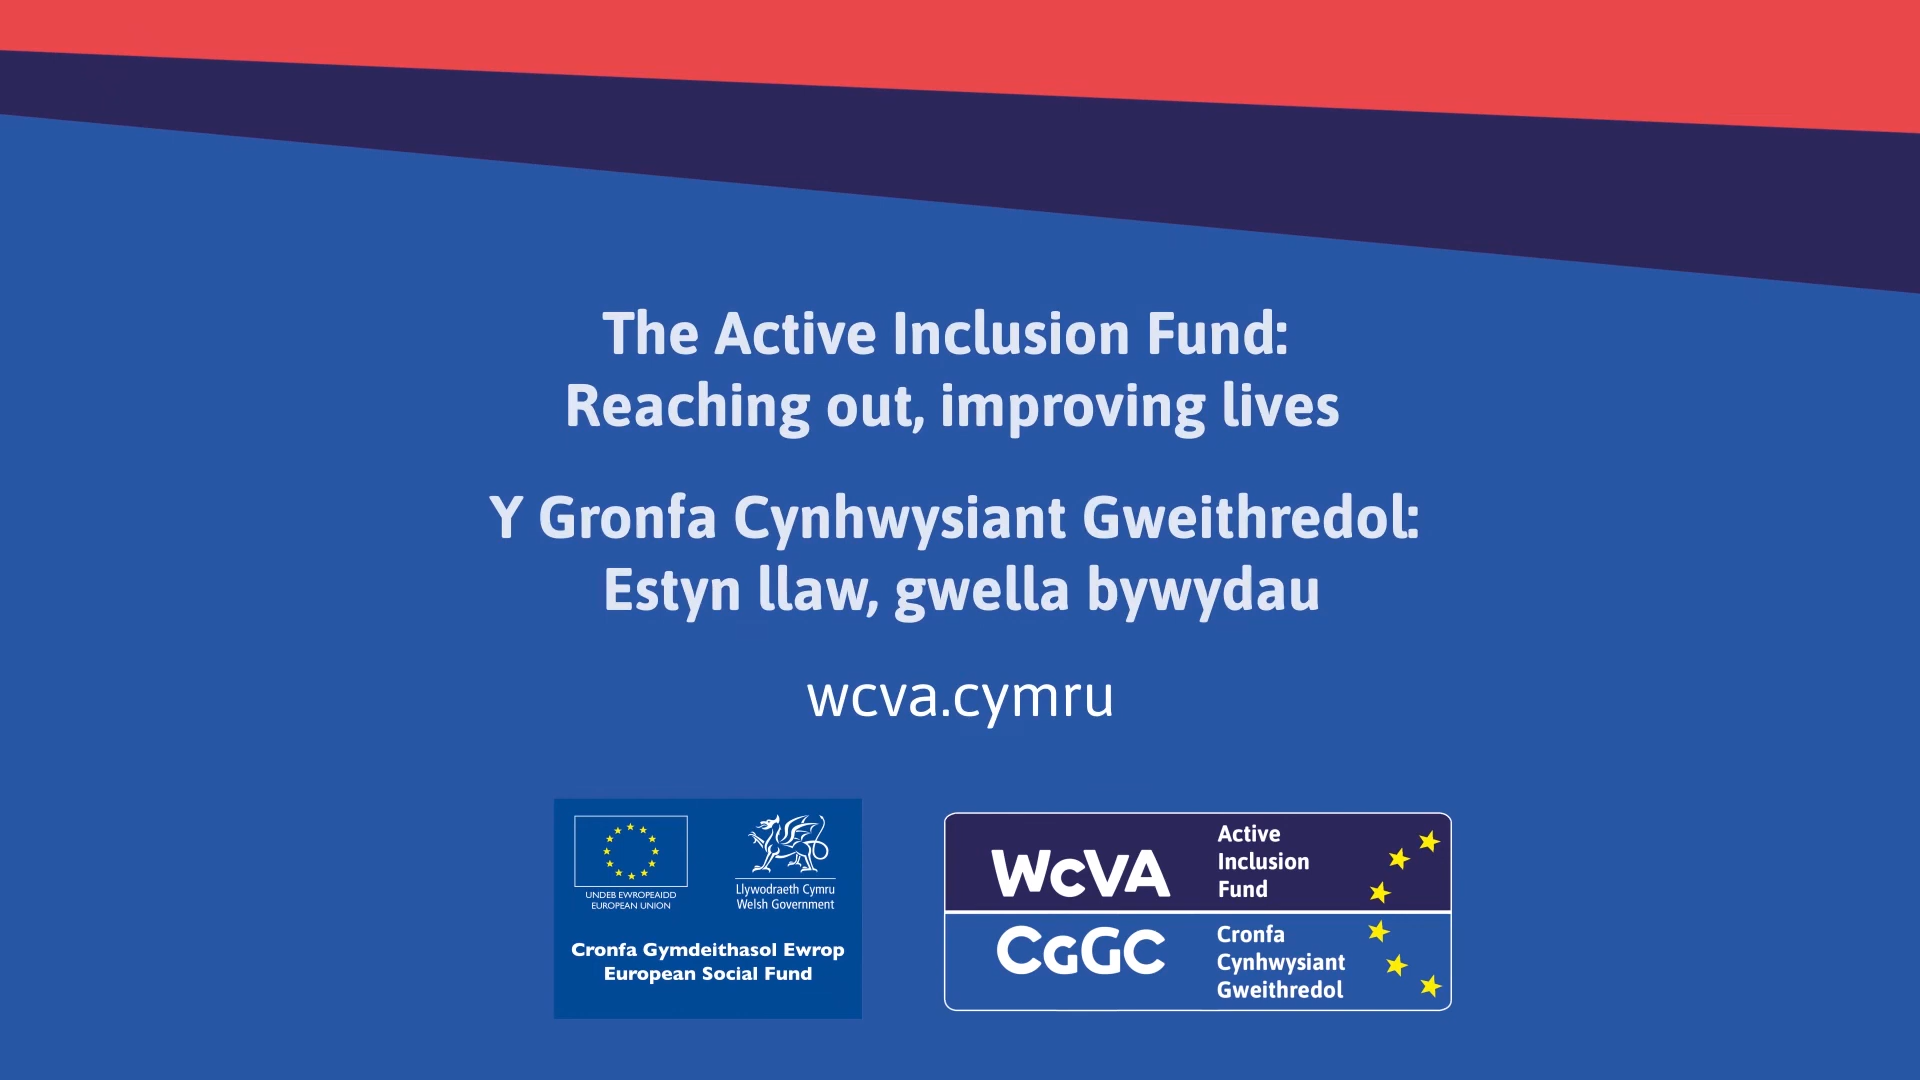 The Active Inclusion Fund:
Reaching out, improving lives
Y Gronfa Cynhwysiant Gweithredol:
Estyn llaw, gwella bywydau
wcva.cymru
UNDEB EWROPEAIDD
EUROPEAN UNION
Llywodraeth Cymru
Welsh Government
Cronfa Gymdeithasol Ewrop
European Social Fund
WCVA
Active
Inclusion
Fund
CGGC
Cronfa
Cynhwysiant
Gweithredol